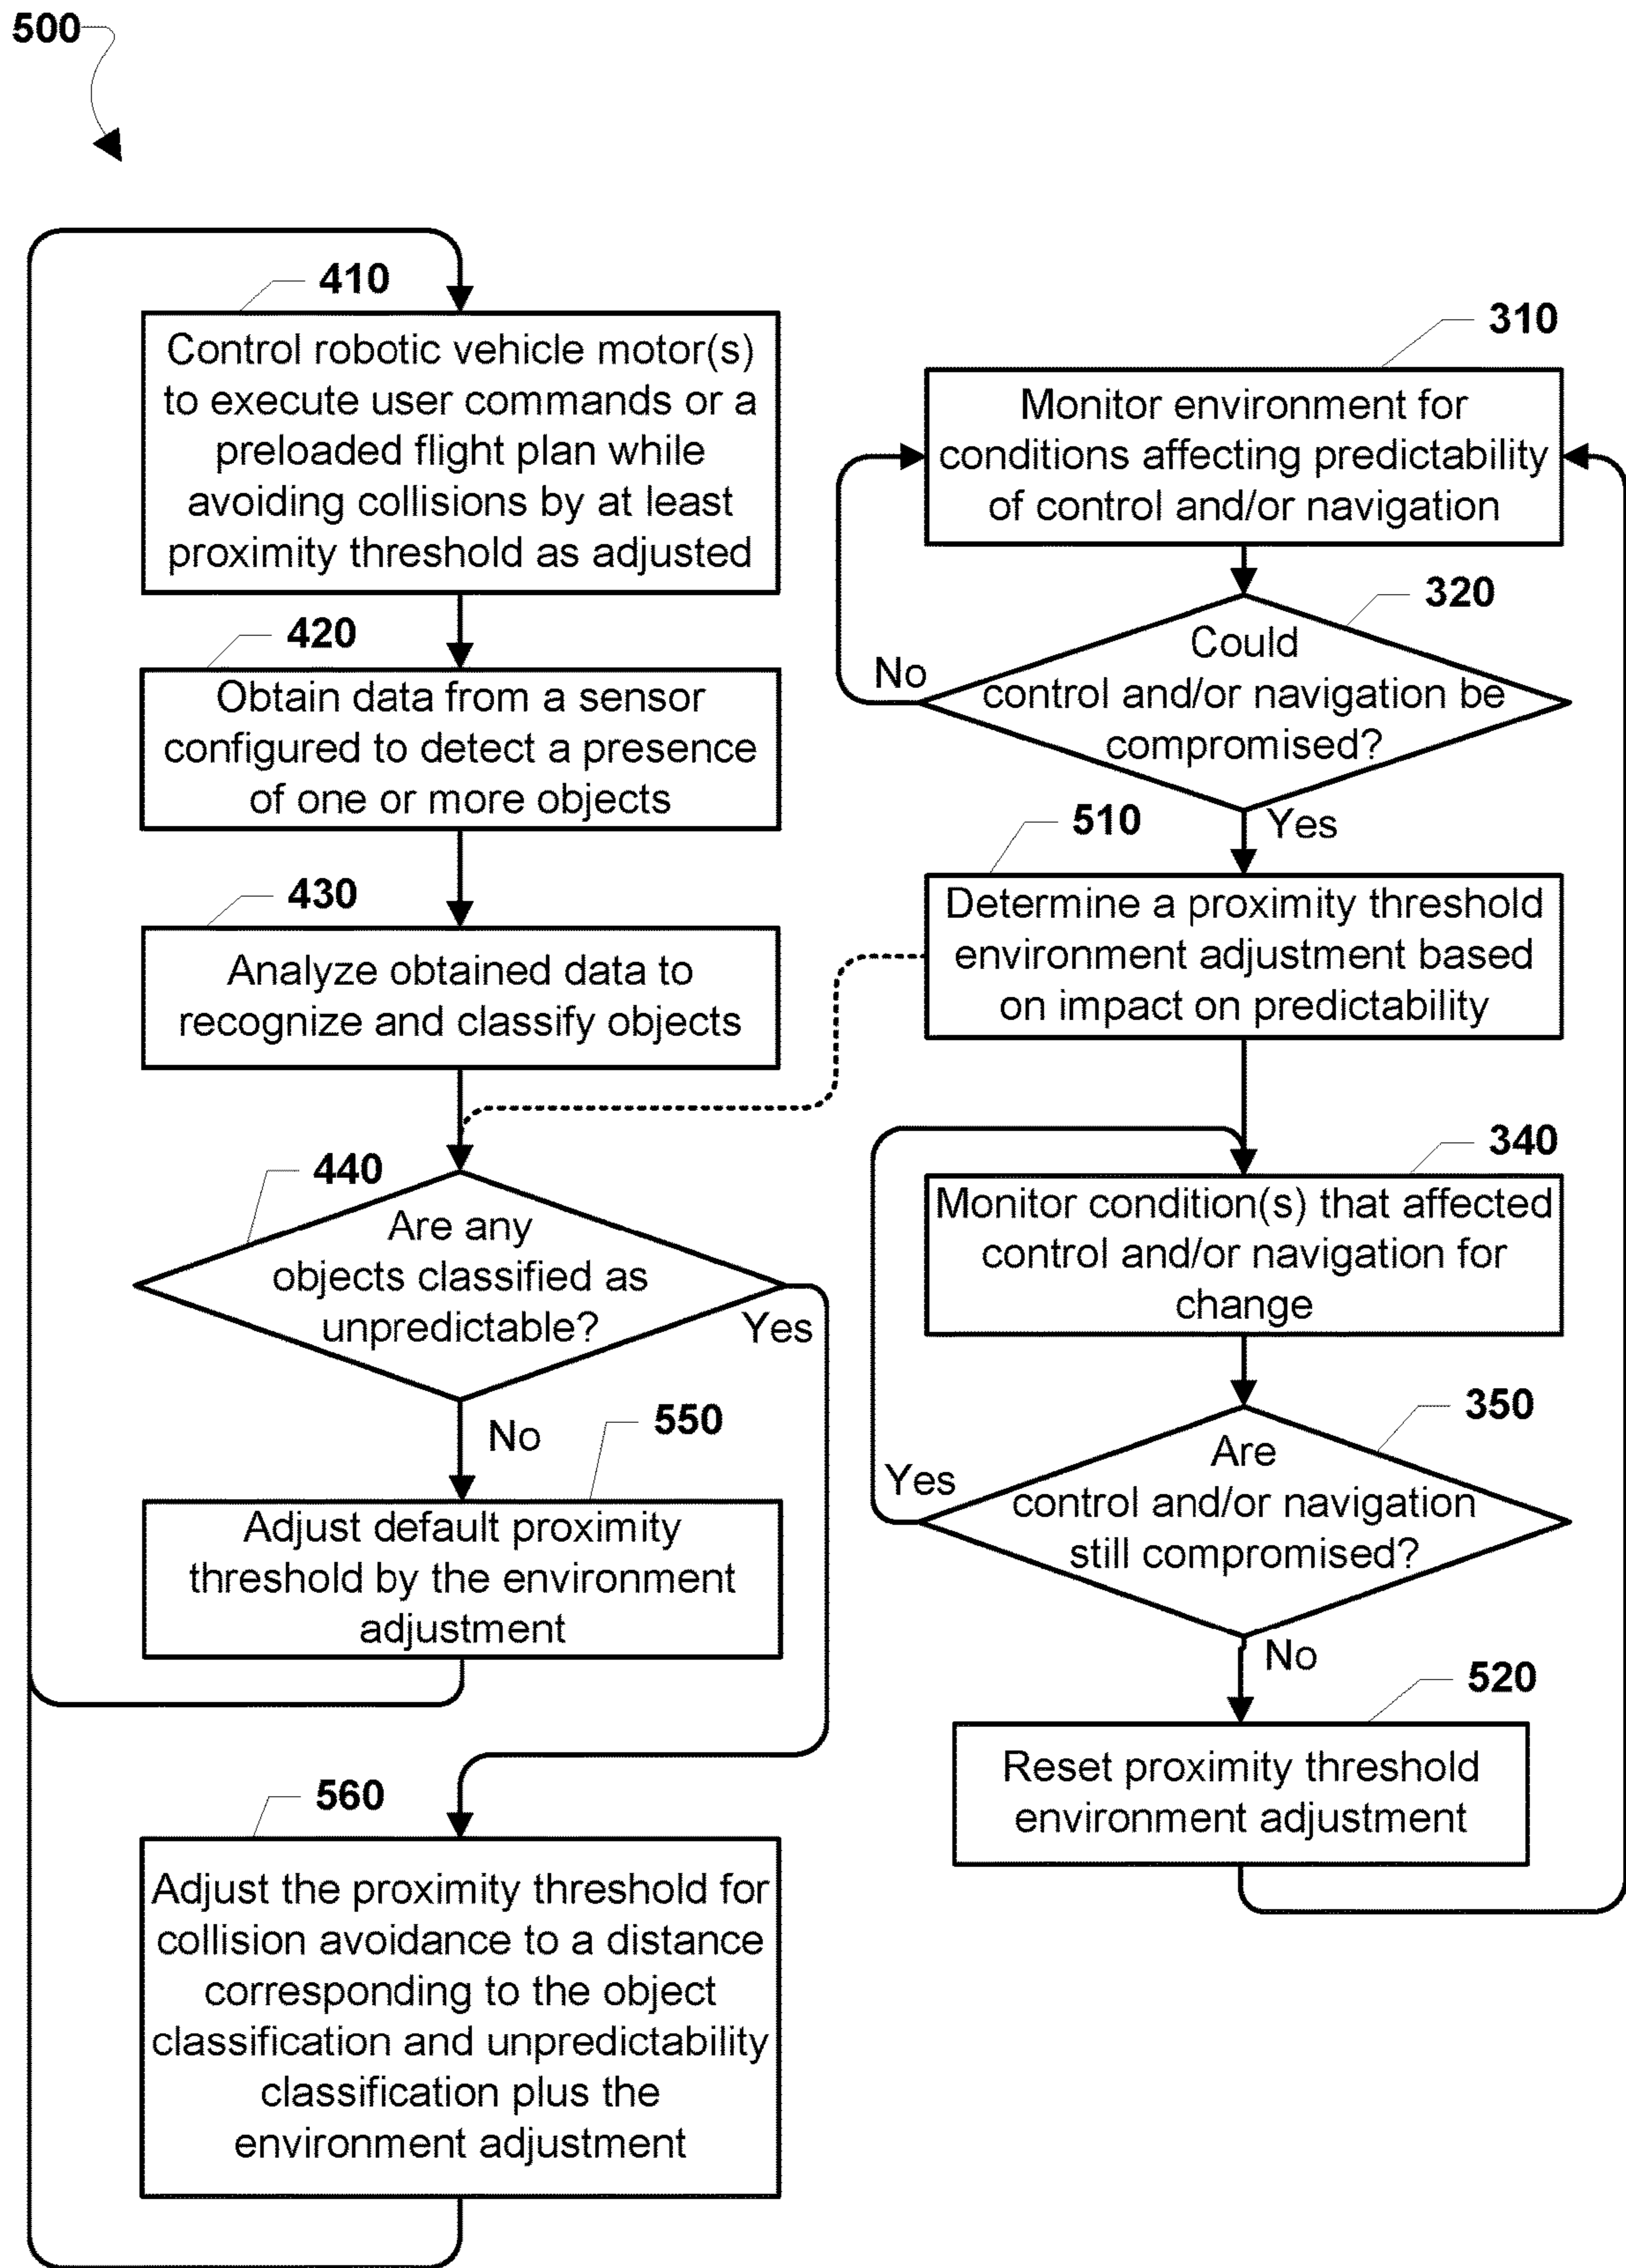 500
410
Control robotic vehicle motor(s)
to execute user commands or a
preloaded flight plan while
avoiding collisions by at least
proximity threshold as adjusted
420
Obtain data from a sensor
configured to detect a presence
of one or more objects
430
Analyze obtained data to
recognize and classify objects
440
Are any
objects classified as
unpredictable?
Yes
No
550
Adjust default proximity
threshold by the environment
adjustment
560
Adjust the proximity threshold for
collision avoidance to a distance
corresponding to the object
classification and unpredictability
classification plus the
environment adjustment
310
Monitor environment for
conditions affecting predictability
of control and/or navigation
320
Could
control and/or navigation be
compromised?
No
Yes
510
Determine a proximity threshold
environment adjustment based
on impact on predictability
340
Monitor condition(s) that affected
control and/or navigation for
change
350
Are
control and/or navigation
still compromised?
Yes
No
520
Reset proximity threshold
environment adjustment